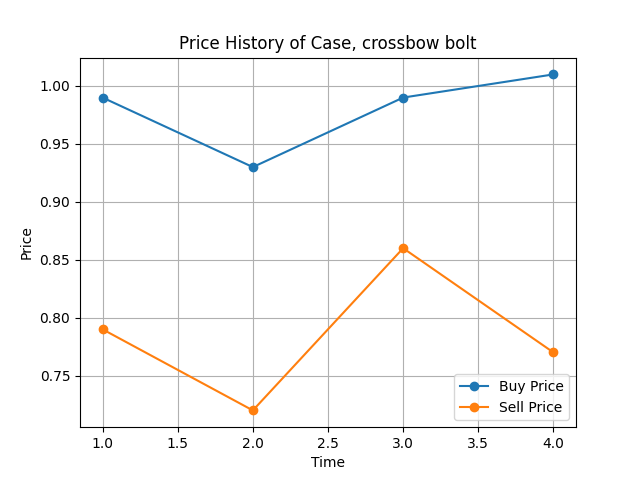 Price History of Case, crossbow bolt
Price
1.00
0.95
0.90
0.85
0.80
0.75
Buy Price
Sell Price
1.0 1.5 2.0 2.5 3.0 3.5 4.0
Time